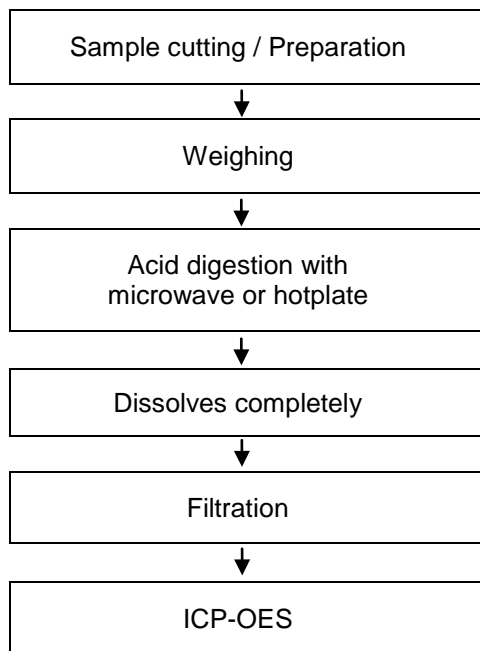 Sample cutting / Preparation
Weighing
Acid digestion with
microwave or hotplate
Dissolves completely
Filtration
ICP-OES